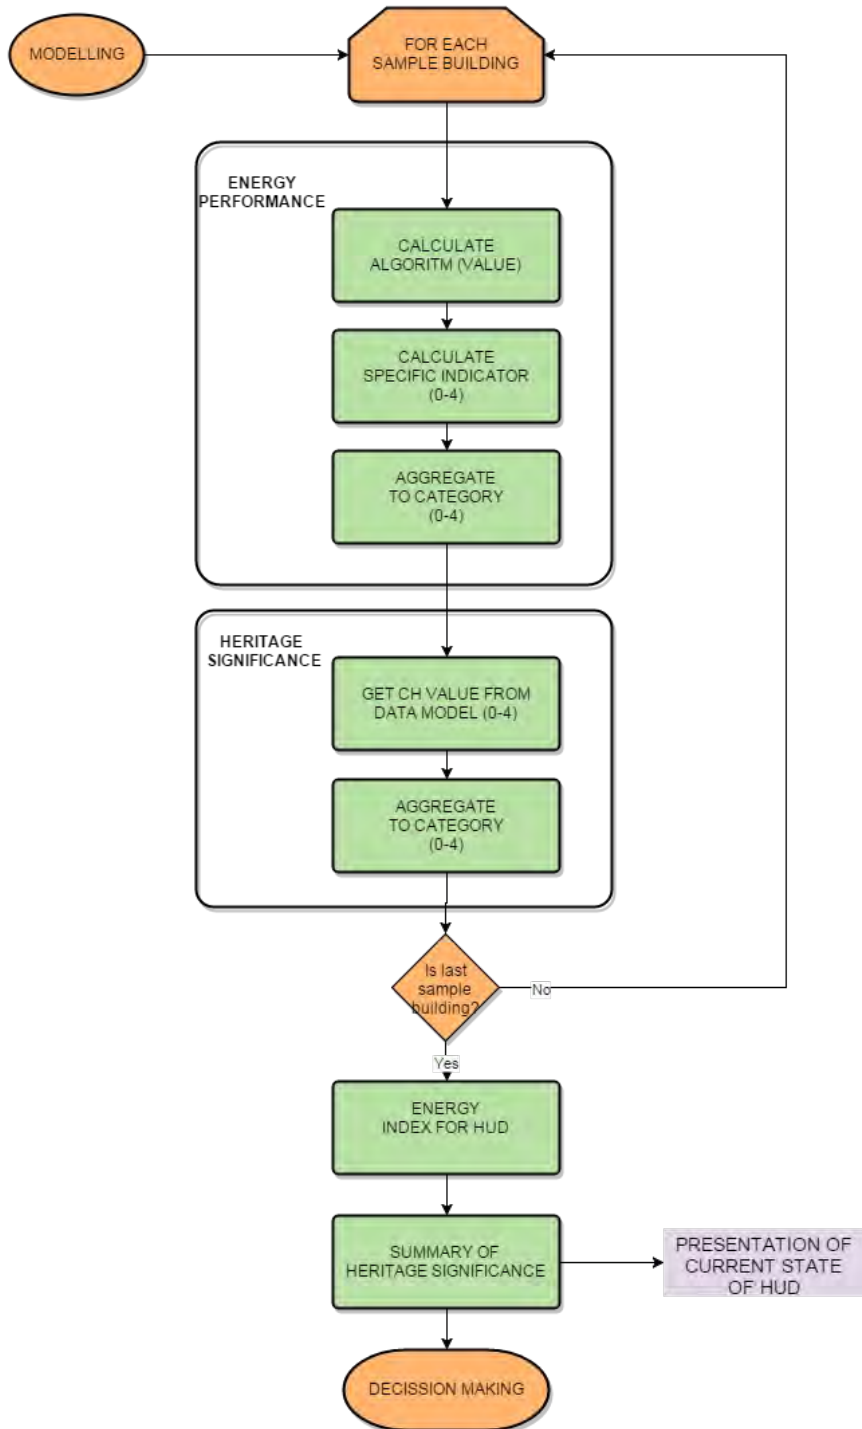 MODELLING
FOR EACH
SAMPLE BUILDING
ENERGY
PERFORMANCE
CALCULATE
ALGORITM (VALUE)
CALCULATE
SPECIFIC INDICATOR
(0-4)
AGGREGATE
TO CATEGORY
(0-4)
HERITAGE
SIGNIFICANCE
GET CH VALUE FROM
DATA MODEL (0-4)
AGGREGATE
TO CATEGORY
(0-4)
Is last
sample
building?
No
Yes
ENERGY
INDEX FOR HUD
SUMMARY OF
HERITAGE SIGNIFICANCE
PRESENTATION OF
CURRENT STATE
OF HUD
DECISSION MAKING